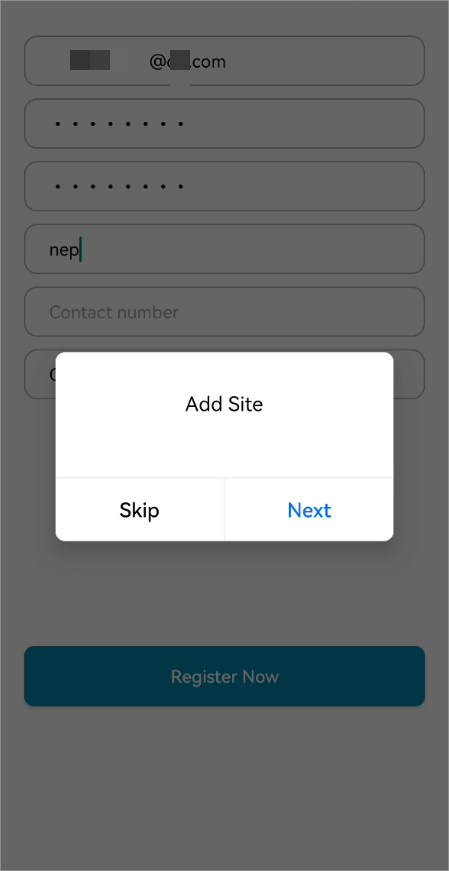 .com
• • • • • • • •
• • • • • • • •
nep
Contact number
Add Site
Skip
Next
Register Now